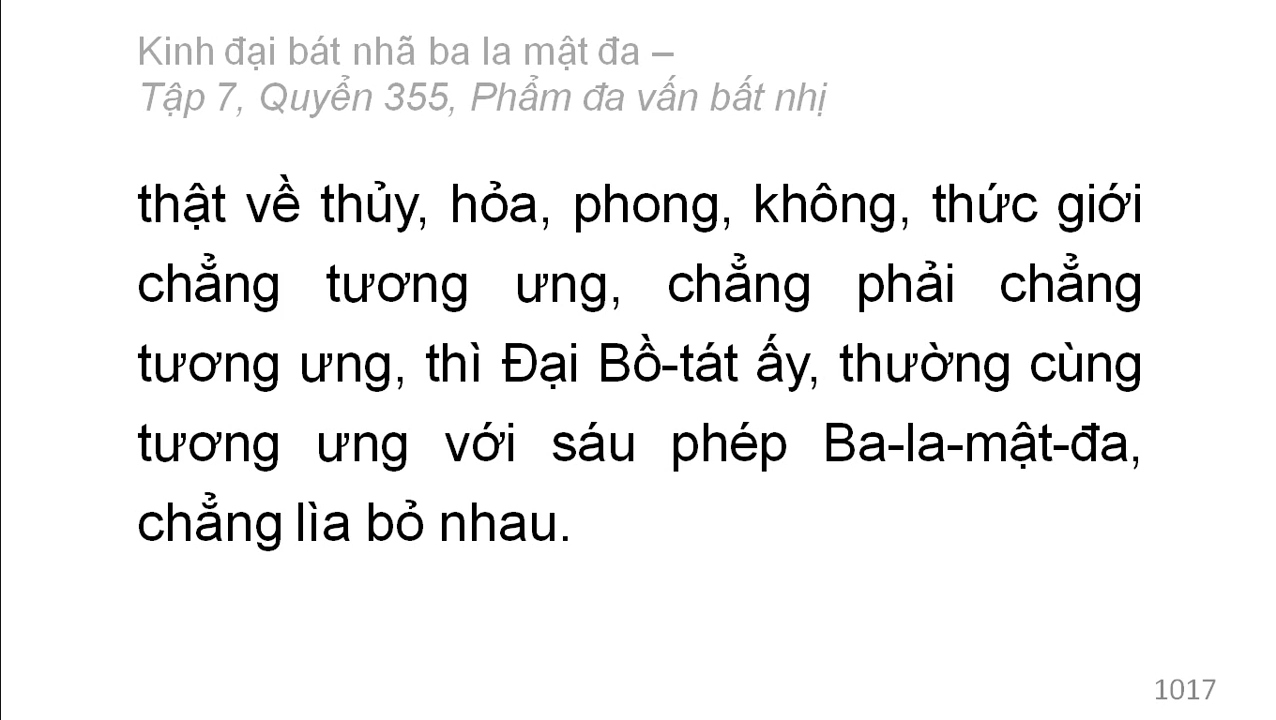 Kinh đại bát nhã ba la mật đa –
Tập 7, Quyển 355, Phẩm đa vấn bất nhị
thật về thủy, hỏa, phong, không, thức giới
chẳng tương ưng, chẳng phải chẳng
tương ưng, thì Đại Bồ-tát ấy, thường cùng
tương ưng với sáu phép Ba-la-mật-đa,
chẳng lìa bỏ nhau.
1017